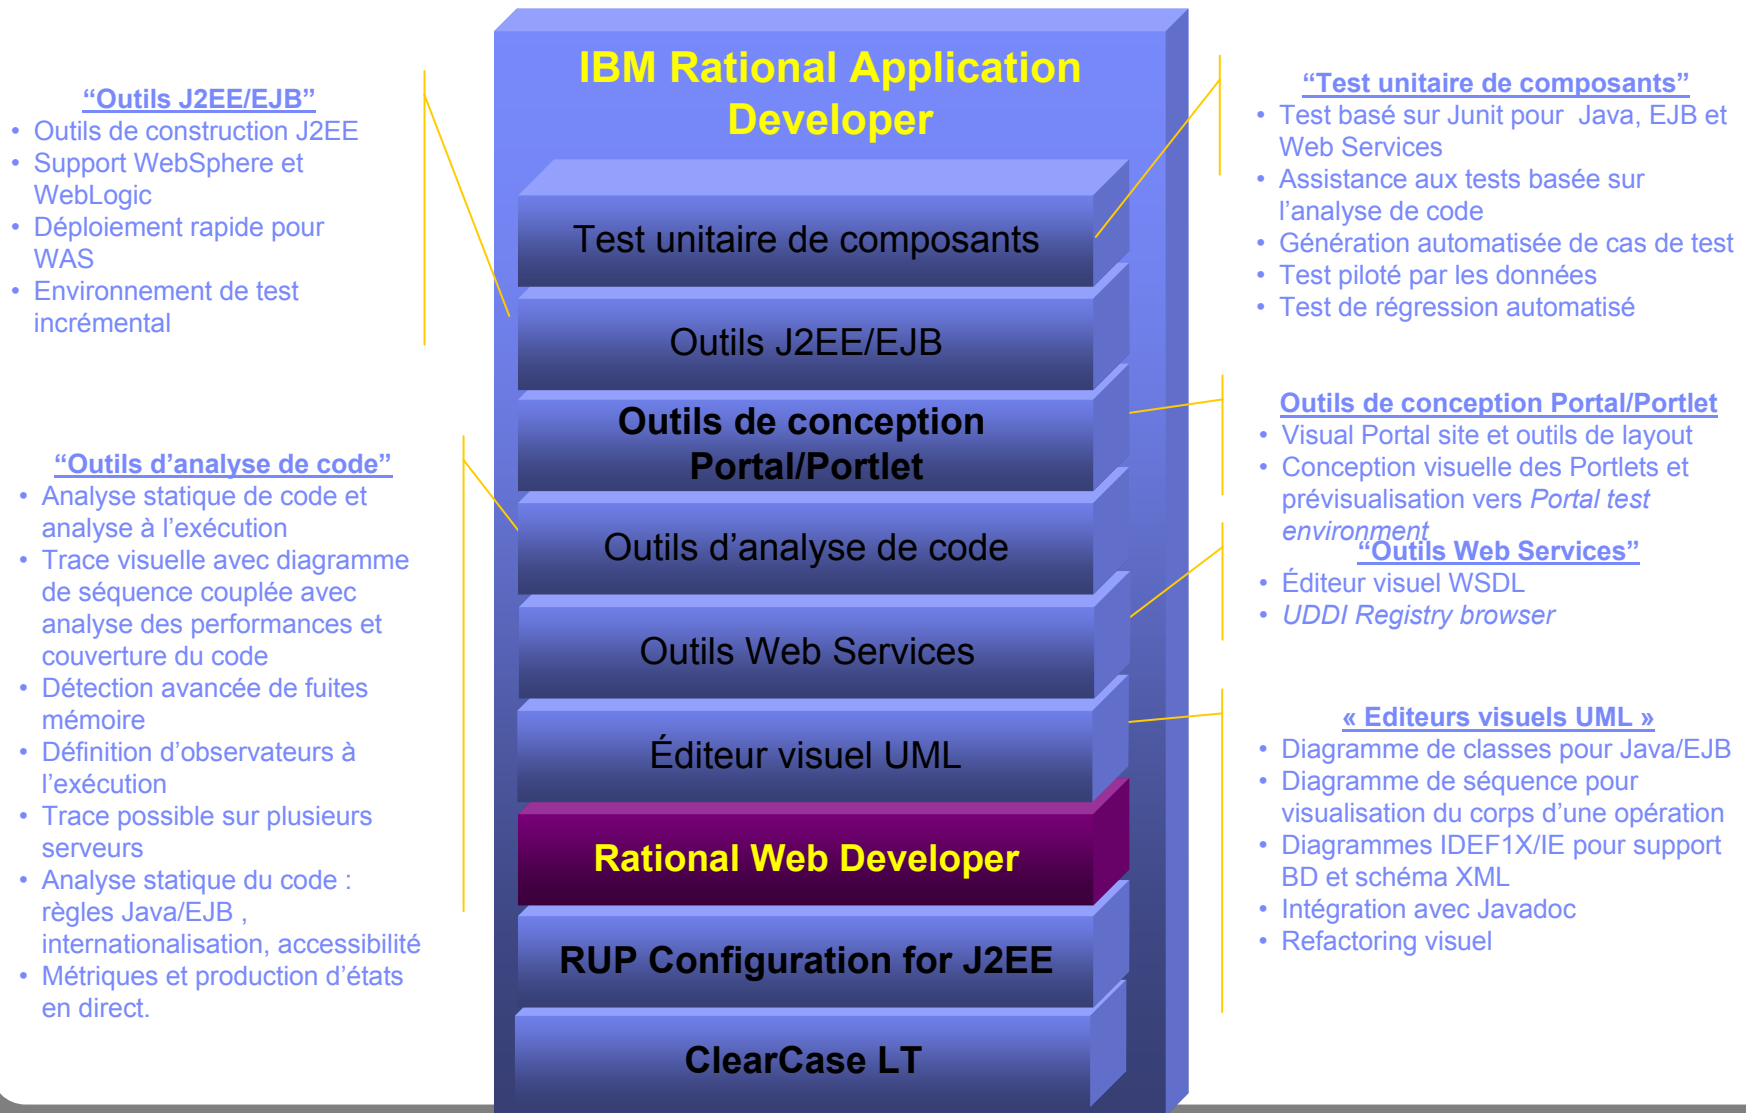 IBM Rational Application
Developer
Test unitaire de composants
Outils J2EE/EJB
Outils de conception
Portal/Portlet
Outils d’analyse de code
Outils Web Services
Éditeur visuel UML
Rational Web Developer
RUP Configuration for J2EE
ClearCase LT
“Outils J2EE/EJB”
• Outils de construction J2EE
• Support WebSphere et
WebLogic
• Déploiement rapide pour
WAS
• Environnement de test
incrémental
“Outils d’analyse de code”
• Analyse statique de code et
analyse à l’exécution
• Trace visuelle avec diagramme
de séquence couplée avec
analyse des performances et
couverture du code
• Détection avancée de fuites
mémoire
• Définition d’observateurs à
l’exécution
• Trace possible sur plusieurs
serveurs
• Analyse statique du code :
règles Java/EJB ,
internationalisation, accessibilité
• Métriques et production d’états
en direct.
“Test unitaire de composants”
• Test basé sur Junit pour Java, EJB et
Web Services
• Assistance aux tests basée sur
l’analyse de code
• Génération automatisée de cas de test
• Test piloté par les données
• Test de régression automatisé
Outils de conception Portal/Portlet
• Visual Portal site et outils de layout
• Conception visuelle des Portlets et
prévisualisation vers Portal test
environment
“Outils Web Services”
• Éditeur visuel WSDL
• UDDI Registry browser
« Editeurs visuels UML »
• Diagramme de classes pour Java/EJB
• Diagramme de séquence pour
visualisation du corps d’une opération
• Diagrammes IDEF1X/IE pour support
BD et schéma XML
• Intégration avec Javadoc
• Refactoring visuel